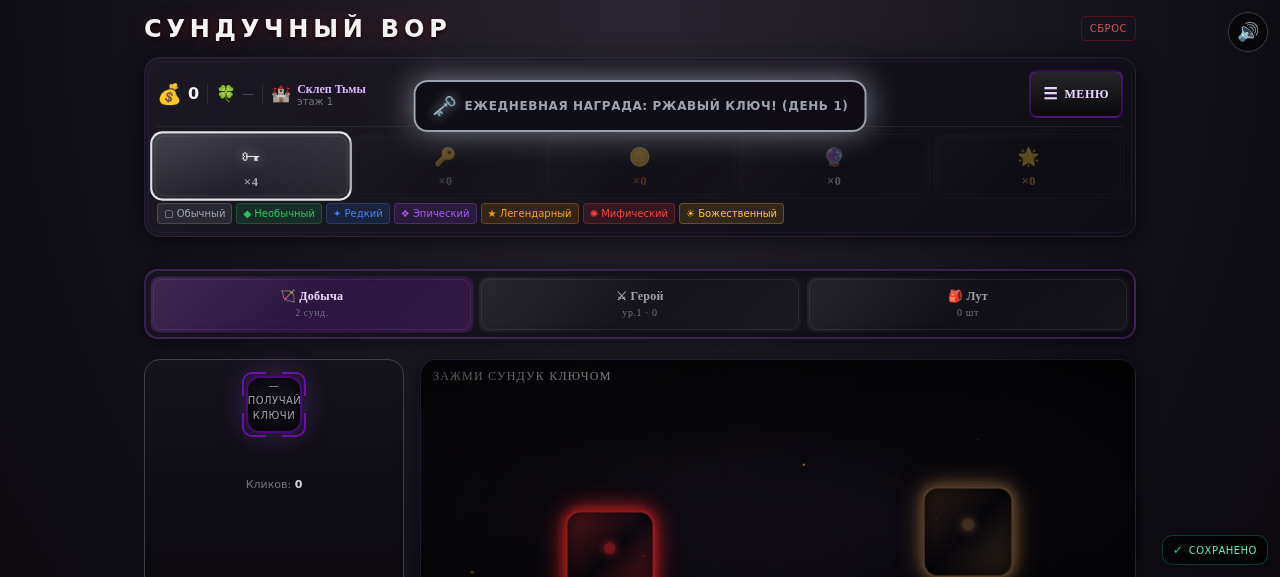 СУНДУЧНЫЙ ВОР
СБРОС
0
—
Склеп Тьмы
этаж 1
ЕЖЕДНЕВНАЯ НАГРАДА: РЖАВЫЙ КЛЮЧ! (ДЕНЬ 1)
МЕНЮ
×4
×0
×0
×0
×0
Обычный
Необычный
Редкий
Эпический
Легендарный
Мифический
Божественный
Добыча
2 сунд.
Герой
ур.1 · 0
Лут
0 шт
—
ПОЛУЧАЙ
КЛЮЧИ
Кликов: 0
ЗАЖМИ СУНДУК КЛЮЧОМ
✓ СОХРАНЕНО